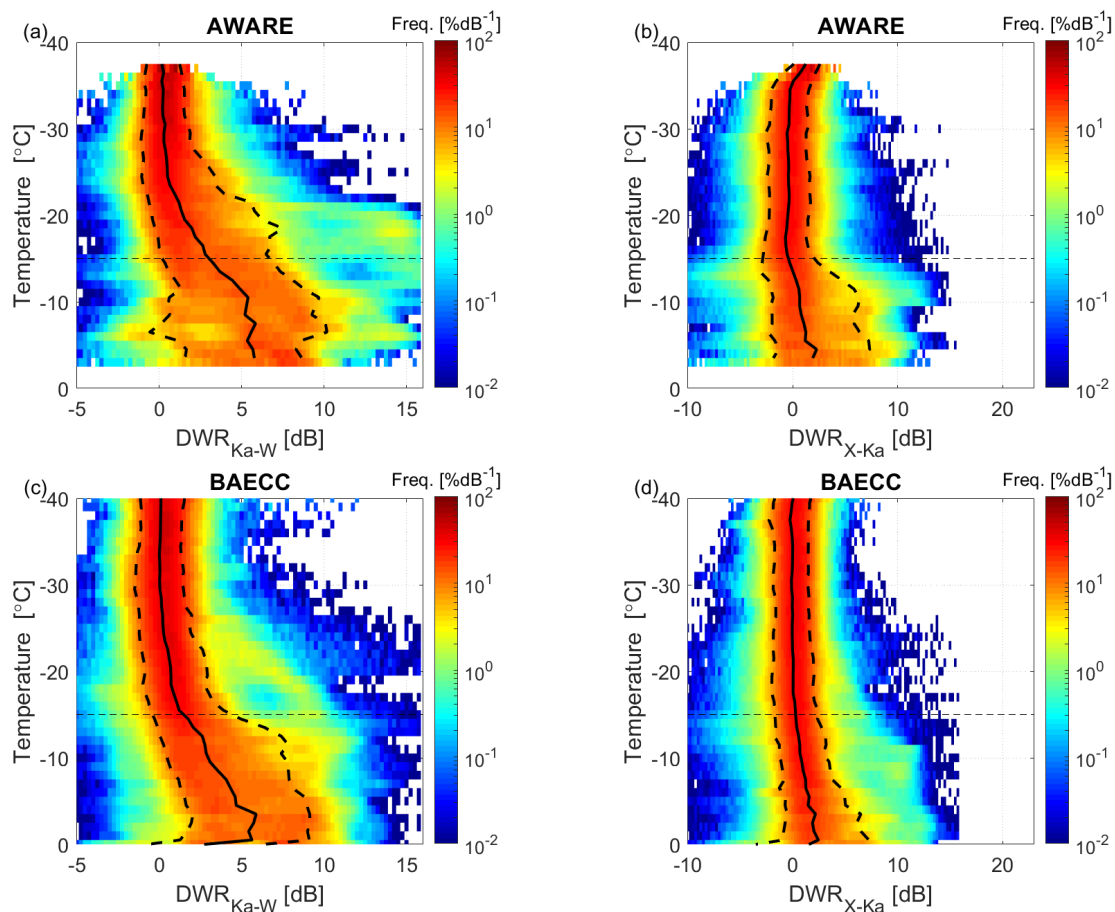 (a) AWARE Freq. [%dB⁻¹]
-40
-30
-20
-10
0
Temperature [°C]
-5 0 5 10 15
DWR_Ka-W [dB]
10²
10¹
10⁰
10⁻¹
10⁻²
(b) AWARE Freq. [%dB⁻¹]
-40
-30
-20
-10
0
Temperature [°C]
-10 0 10 20
DWR_X-Ka [dB]
10²
10¹
10⁰
10⁻¹
10⁻²
(c) BAECC Freq. [%dB⁻¹]
-40
-30
-20
-10
0
Temperature [°C]
-5 0 5 10 15
DWR_Ka-W [dB]
10²
10¹
10⁰
10⁻¹
10⁻²
(d) BAECC Freq. [%dB⁻¹]
-40
-30
-20
-10
0
Temperature [°C]
-10 0 10 20
DWR_X-Ka [dB]
10²
10¹
10⁰
10⁻¹
10⁻²